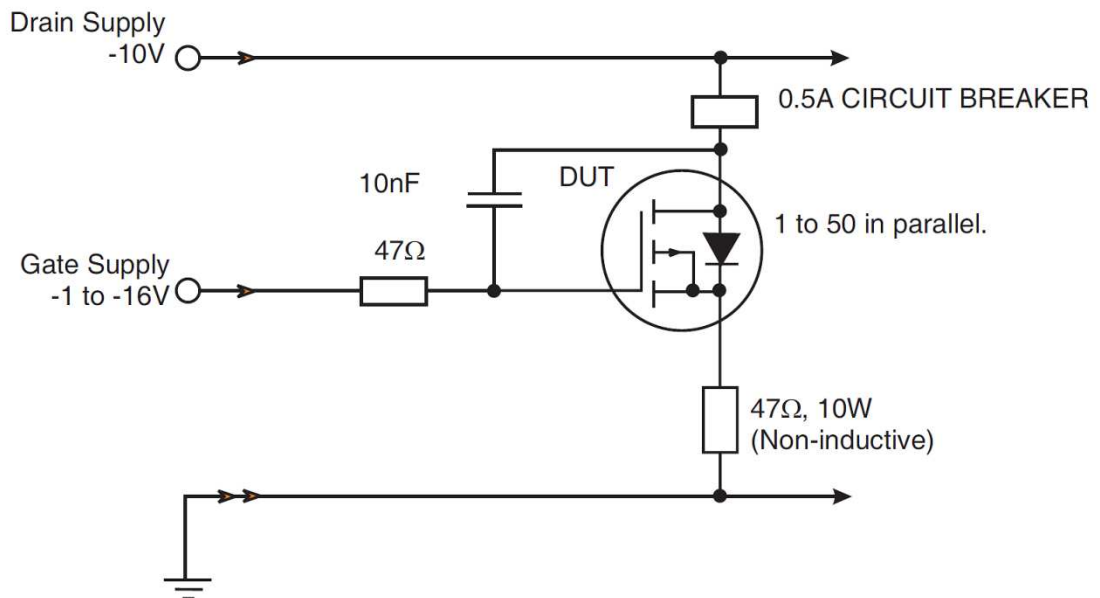 Drain Supply
-10V
0.5A CIRCUIT BREAKER
10nF
DUT
1 to 50 in parallel.
47Ω
Gate Supply
-1 to -16V
47Ω, 10W
(Non-inductive)